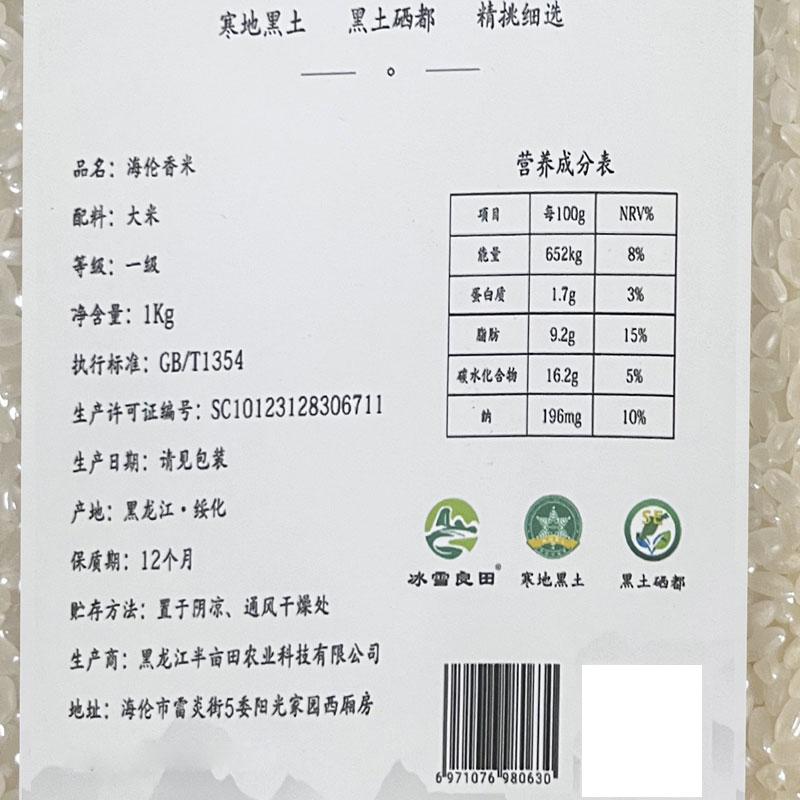 寒地黑土 黑土硒都 精挑细选
品名：海伦香米
配料：大米
等级：一级
净含量：1Kg
执行标准：GB/T1354
生产许可证编号：SC10123128306711
生产日期：请见包装
产地：黑龙江·绥化
保质期：12个月
贮存方法：置于阴凉、通风干燥处
生产商：黑龙江半亩田农业科技有限公司
地址：海伦市雷炎街5委阳光家园西厢房
营养成分表
项目 每100g NRV%
能量 652kg 8%
蛋白质 1.7g 3%
脂肪 9.2g 15%
碳水化合物 16.2g 5%
钠 196mg 10%
SE
冰雪良田® 寒地黑土 黑土硒都
6 971076 980630